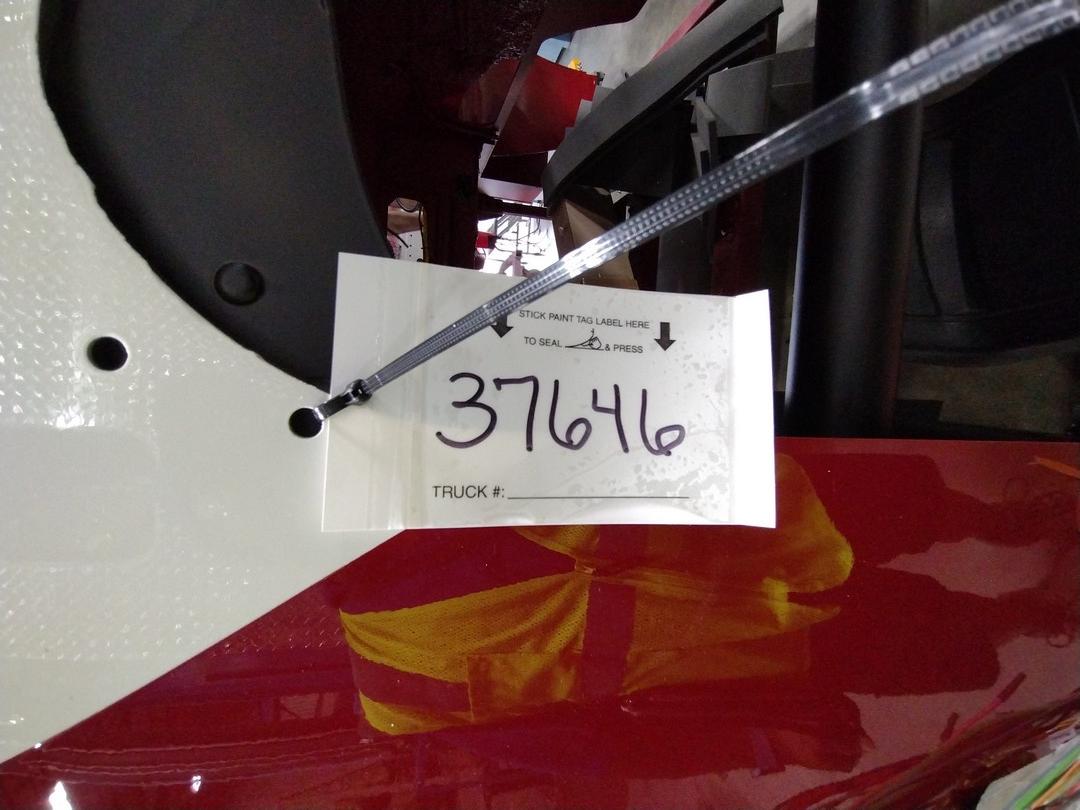 STICK PAINT TAG LABEL HERE
TO SEAL & PRESS
37646
TRUCK #: